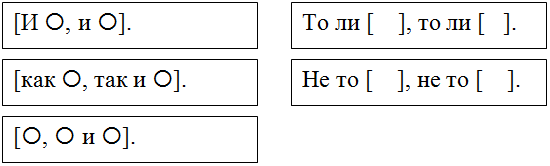 [И O, и O].
[как O, так и O].
[O, O и O].
То ли [ ], то ли [ ].
Не то [ ], не то [ ].